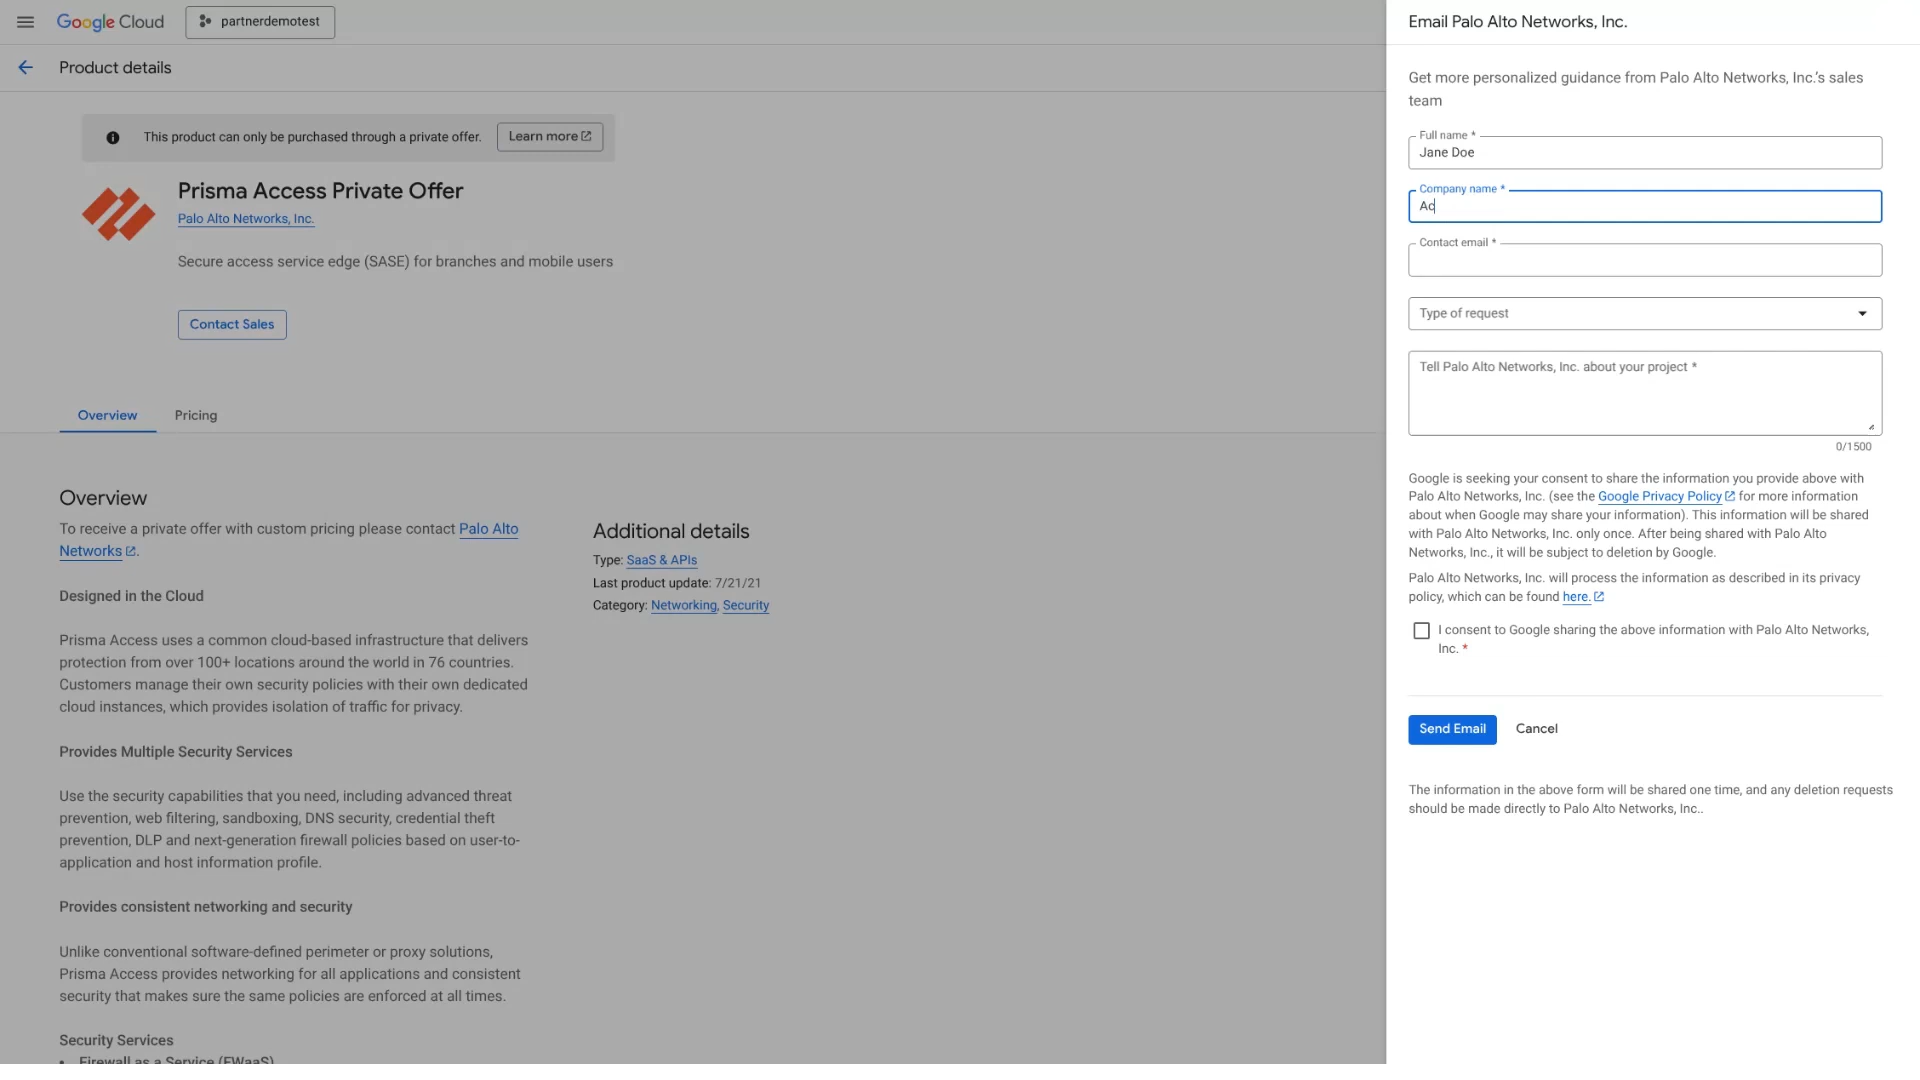 Google Cloud
partnerdemotest
Product details
This product can only be purchased through a private offer.
Learn more
Prisma Access Private Offer
Palo Alto Networks, Inc.
Secure access service edge (SASE) for branches and mobile users
Contact Sales
Overview
Pricing
Overview
To receive a private offer with custom pricing please contact Palo Alto
Networks.
Designed in the Cloud
Prisma Access uses a common cloud-based infrastructure that delivers
protection from over 100+ locations around the world in 76 countries.
Customers manage their own security policies with their own dedicated
cloud instances, which provides isolation of traffic for privacy.
Provides Multiple Security Services
Use the security capabilities that you need, including advanced threat
prevention, web filtering, sandboxing, DNS security, credential theft
prevention, DLP and next-generation firewall policies based on user-to-
application and host information profile.
Provides consistent networking and security
Unlike conventional software-defined perimeter or proxy solutions,
Prisma Access provides networking for all applications and consistent
security that makes sure the same policies are enforced at all times.
Security Services
• Firewall as a Service (FWaaS)
Additional details
Type: SaaS & APIs
Last product update: 7/21/21
Category: Networking, Security
Email Palo Alto Networks, Inc.
Get more personalized guidance from Palo Alto Networks, Inc.'s sales
team
Full name *
Jane Doe
Company name *
Ac
Contact email *
Type of request
Tell Palo Alto Networks, Inc. about your project *
0/1500
Google is seeking your consent to share the information you provide above with
Palo Alto Networks, Inc. (see the Google Privacy Policy for more information
about when Google may share your information). This information will be shared
with Palo Alto Networks, Inc. only once. After being shared with Palo Alto
Networks, Inc., it will be subject to deletion by Google.
Palo Alto Networks, Inc. will process the information as described in its privacy
policy, which can be found here.
I consent to Google sharing the above information with Palo Alto Networks,
Inc. *
Send Email
Cancel
The information in the above form will be shared one time, and any deletion requests
should be made directly to Palo Alto Networks, Inc..